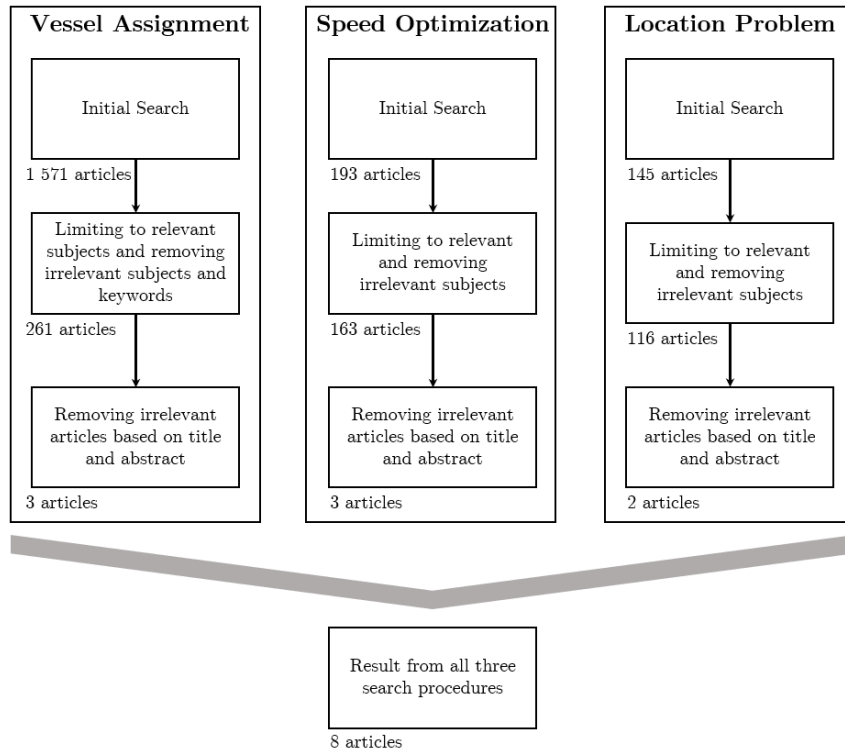 Vessel Assignment
Initial Search
1 571 articles
Limiting to relevant
subjects and removing
irrelevant subjects and
keywords
261 articles
Removing irrelevant
articles based on title
and abstract
3 articles
Speed Optimization
Initial Search
193 articles
Limiting to relevant
and removing
irrelevant subjects
163 articles
Removing irrelevant
articles based on title
and abstract
3 articles
Location Problem
Initial Search
145 articles
Limiting to relevant
and removing
irrelevant subjects
116 articles
Removing irrelevant
articles based on title
and abstract
2 articles
Result from all three
search procedures
8 articles